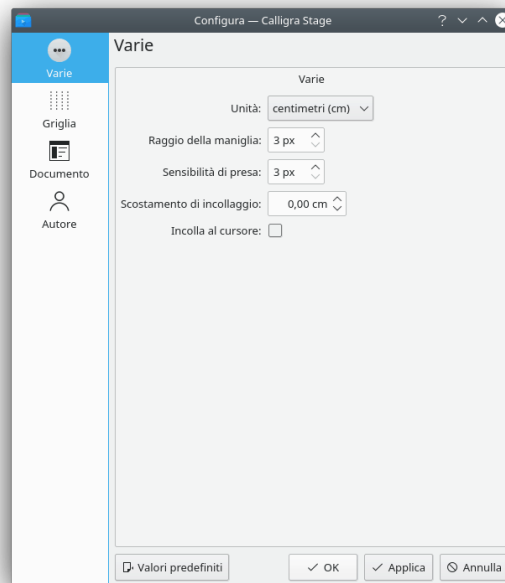 Configura — Calligra Stage
Varie
Varie
Griglia
Documento
Autore
Varie
Unità: centimetri (cm)
Raggio della maniglia: 3 px
Sensibilità di presa: 3 px
Scostamento di incollaggio: 0,00 cm
Incolla al cursore:
Valori predefiniti OK Applica Annulla